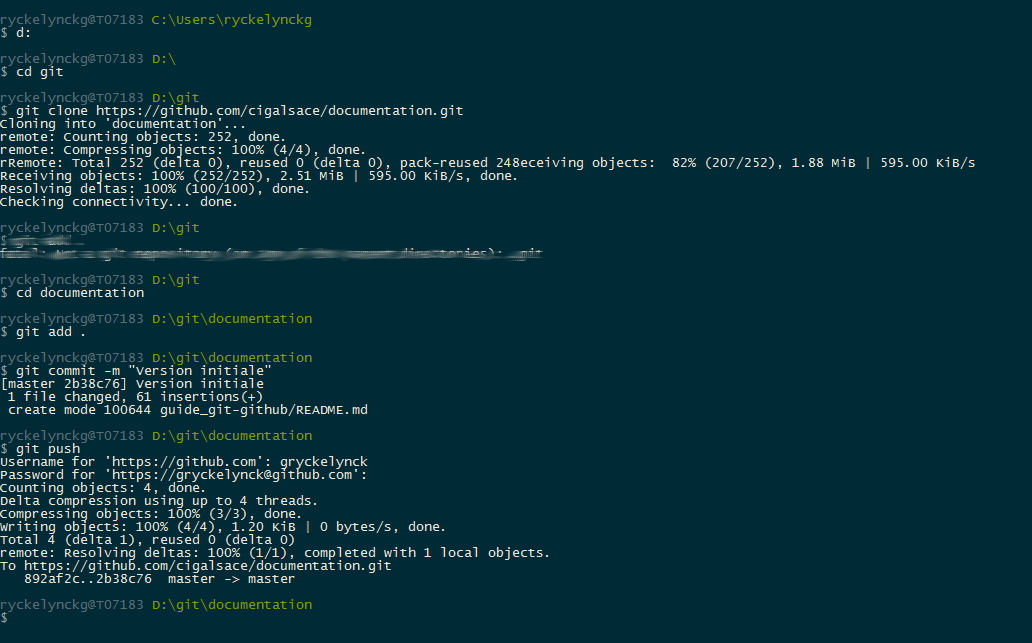 ryckelynckg@T07183 C:\Users\ryckelynckg
$ d:
ryckelynckg@T07183 D:\
$ cd git
ryckelynckg@T07183 D:\git
$ git clone https://github.com/cigalsace/documentation.git
Cloning into 'documentation'...
remote: Counting objects: 252, done.
remote: Compressing objects: 100% (4/4), done.
rRemote: Total 252 (delta 0), reused 0 (delta 0), pack-reused 248eceiving objects:  82% (207/252), 1.88 MiB | 595.00 KiB/s
Receiving objects: 100% (252/252), 2.51 MiB | 595.00 KiB/s, done.
Resolving deltas: 100% (100/100), done.
Checking connectivity... done.
ryckelynckg@T07183 D:\git
$
git repository directories): .git
ryckelynckg@T07183 D:\git
$ cd documentation
ryckelynckg@T07183 D:\git\documentation
$ git add .
ryckelynckg@T07183 D:\git\documentation
$ git commit -m "Version initiale"
[master 2b38c76] Version initiale
 1 file changed, 61 insertions(+)
 create mode 100644 guide_git-github/README.md
ryckelynckg@T07183 D:\git\documentation
$ git push
Username for 'https://github.com': gryckelynck
Password for 'https://gryckelynck@github.com':
Counting objects: 4, done.
Delta compression using up to 4 threads.
Compressing objects: 100% (3/3), done.
Writing objects: 100% (4/4), 1.20 KiB | 0 bytes/s, done.
Total 4 (delta 1), reused 0 (delta 0)
remote: Resolving deltas: 100% (1/1), completed with 1 local objects.
To https://github.com/cigalsace/documentation.git
   892af2c..2b38c76  master -> master
ryckelynckg@T07183 D:\git\documentation
$